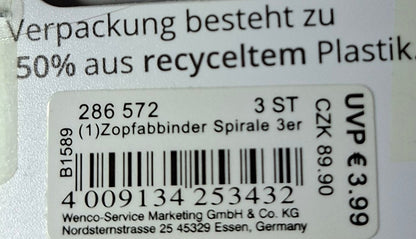 Verpackung besteht zu
50% aus recyceltem Plastik.
286 572 3 ST
(1)Zopfabbinder Spirale 3er
B1589
4 009134 253432
Wenco-Service Marketing GmbH & Co. KG
Nordsternstrasse 25 45329 Essen, Germany
CZK 89.90
UVP € 3.99